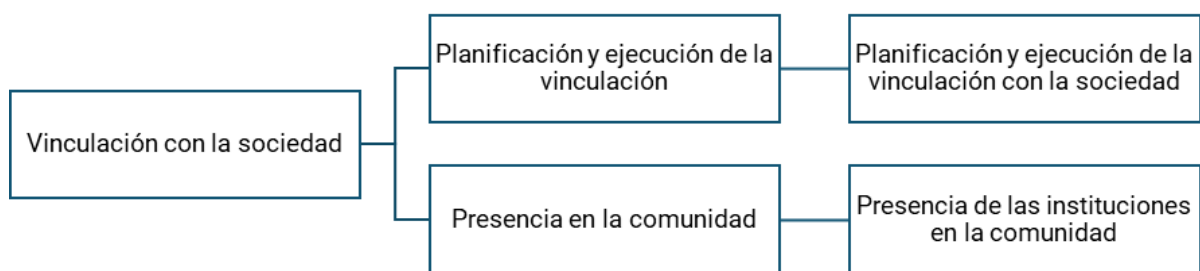 Vinculación con la sociedad
Planificación y ejecución de la
vinculación
Planificación y ejecución de la
vinculación con la sociedad
Presencia en la comunidad
Presencia de las instituciones
en la comunidad